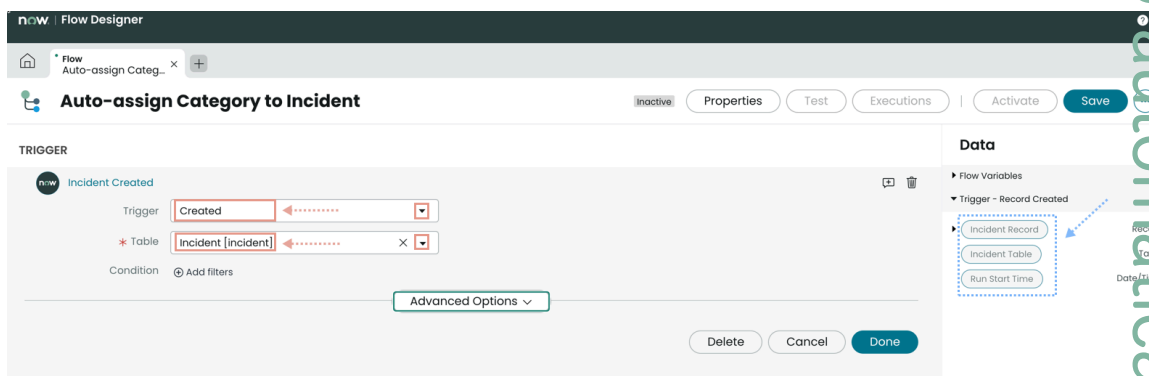 now. | Flow Designer
?
Flow
Auto-assign Categ...
Auto-assign Category to Incident
Inactive
Properties
Test
Executions
Activate
Save
TRIGGER
now
Incident Created
Trigger
Created
* Table
Incident [incident]
Condition
Add filters
Advanced Options
Delete
Cancel
Done
Data
Flow Variables
Trigger - Record Created
Incident Record
Incident Table
Run Start Time